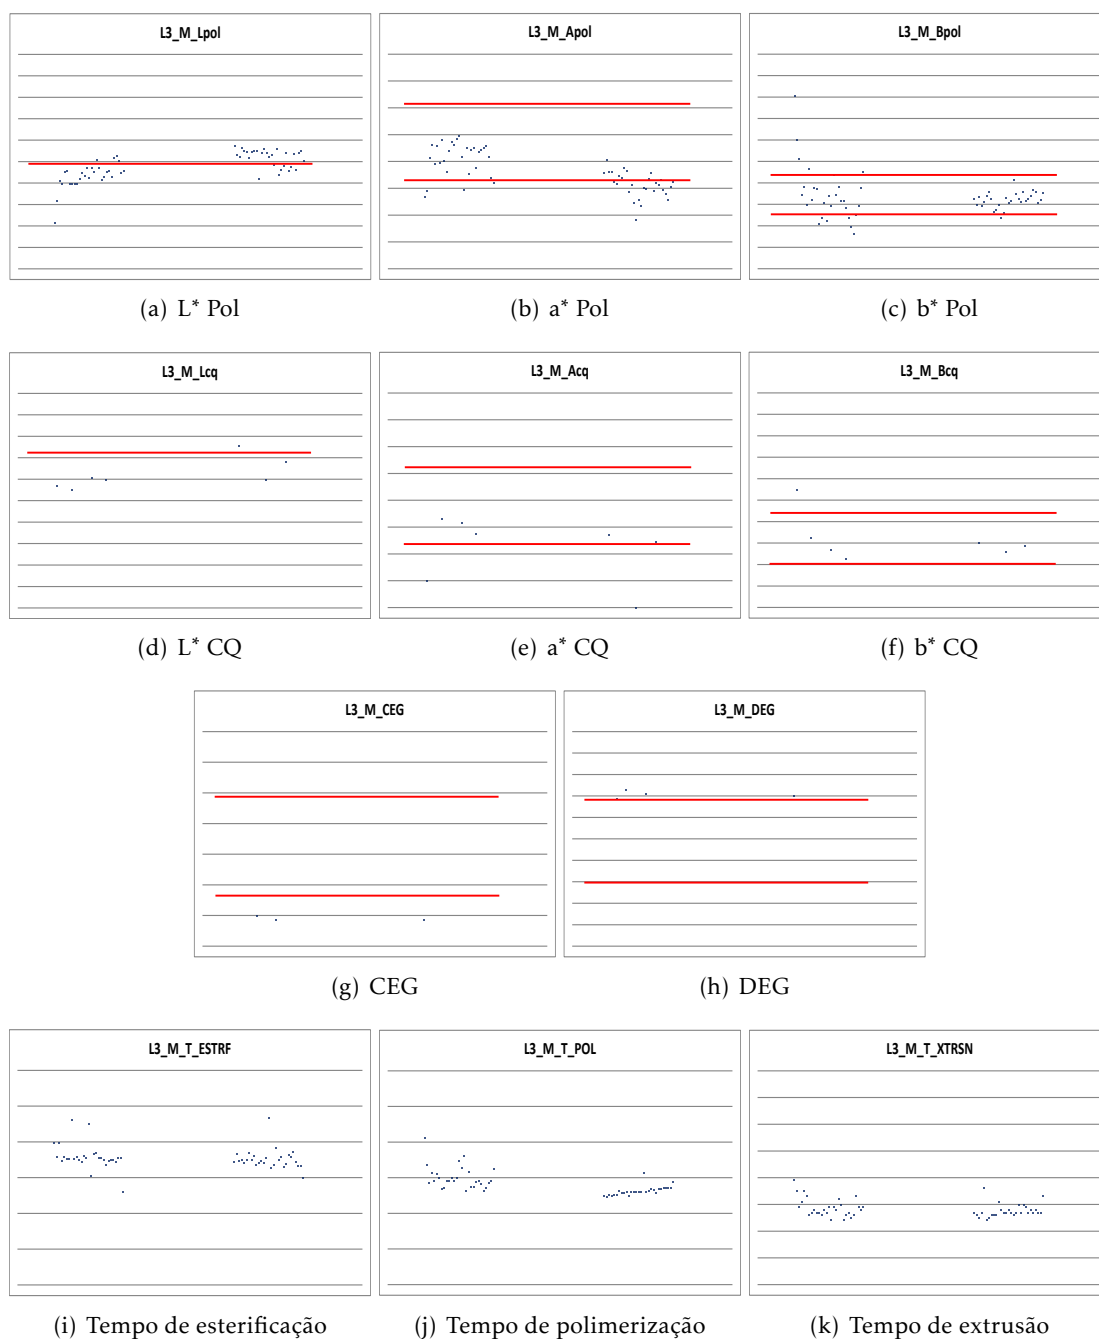 L3_M_Lpol
L3_M_Apol
L3_M_Bpol
(a) L* Pol
(b) a* Pol
(c) b* Pol
L3_M_Lcq
L3_M_Acq
L3_M_Bcq
(d) L* CQ
(e) a* CQ
(f) b* CQ
L3_M_CEG
L3_M_DEG
(g) CEG
(h) DEG
L3_M_T_ESTRF
L3_M_T_POL
L3_M_T_XTRSN
(i) Tempo de esterificação
(j) Tempo de polimerização
(k) Tempo de extrusão